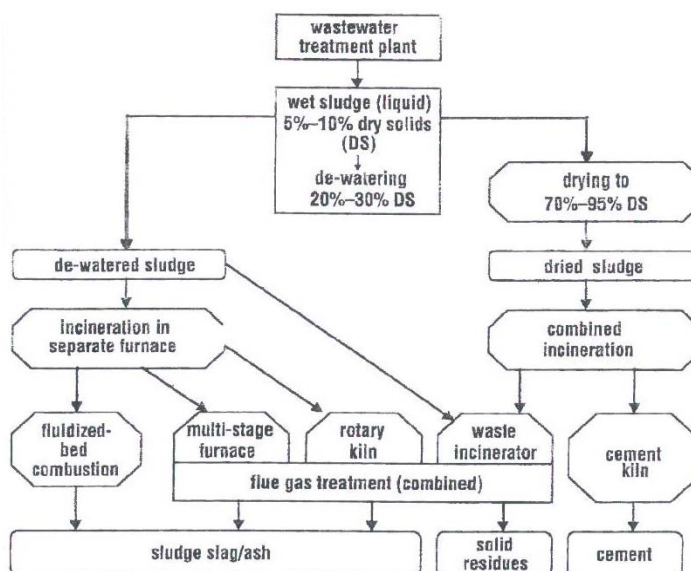 wastewater
treatment plant
wet sludge (liquid)
5%–10% dry solids
(DS)
de-watering
20%–30% DS
drying to
70%–95% DS
de-watered sludge
dried sludge
incineration in
separate furnace
combined
incineration
fluidized-
bed
combustion
multi-stage
furnace
rotary
kiln
waste
incinerator
cement
kiln
flue gas treatment (combined)
sludge slag/ash
solid
residues
cement